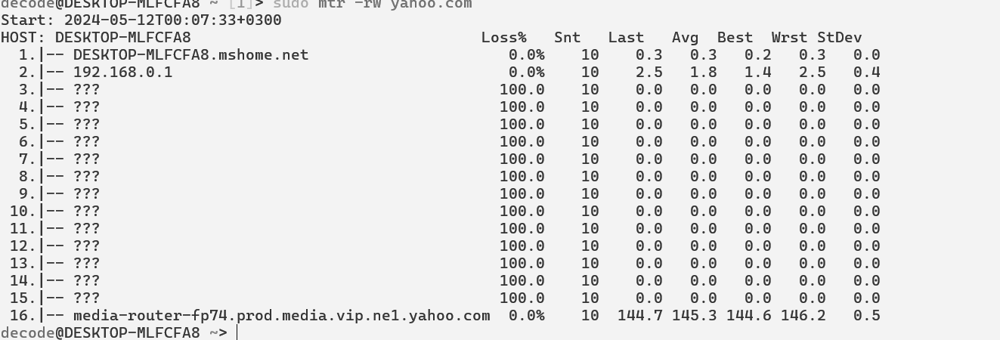 decode@DESKTOP-MLFCFA8 ~ [1]> sudo mtr -rw yahoo.com
Start: 2024-05-12T00:07:33+0300
HOST: DESKTOP-MLFCFA8 Loss% Snt Last Avg Best Wrst StDev
1.|-- DESKTOP-MLFCFA8.mshome.net 0.0% 10 0.3 0.3 0.2 0.3 0.0
2.|-- 192.168.0.1 0.0% 10 2.5 1.8 1.4 2.5 0.4
3.|-- ??? 100.0 10 0.0 0.0 0.0 0.0 0.0
4.|-- ??? 100.0 10 0.0 0.0 0.0 0.0 0.0
5.|-- ??? 100.0 10 0.0 0.0 0.0 0.0 0.0
6.|-- ??? 100.0 10 0.0 0.0 0.0 0.0 0.0
7.|-- ??? 100.0 10 0.0 0.0 0.0 0.0 0.0
8.|-- ??? 100.0 10 0.0 0.0 0.0 0.0 0.0
9.|-- ??? 100.0 10 0.0 0.0 0.0 0.0 0.0
10.|-- ??? 100.0 10 0.0 0.0 0.0 0.0 0.0
11.|-- ??? 100.0 10 0.0 0.0 0.0 0.0 0.0
12.|-- ??? 100.0 10 0.0 0.0 0.0 0.0 0.0
13.|-- ??? 100.0 10 0.0 0.0 0.0 0.0 0.0
14.|-- ??? 100.0 10 0.0 0.0 0.0 0.0 0.0
15.|-- ??? 100.0 10 0.0 0.0 0.0 0.0 0.0
16.|-- media-router-fp74.prod.media.vip.ne1.yahoo.com 0.0% 10 144.7 145.3 144.6 146.2 0.5
decode@DESKTOP-MLFCFA8 ~>